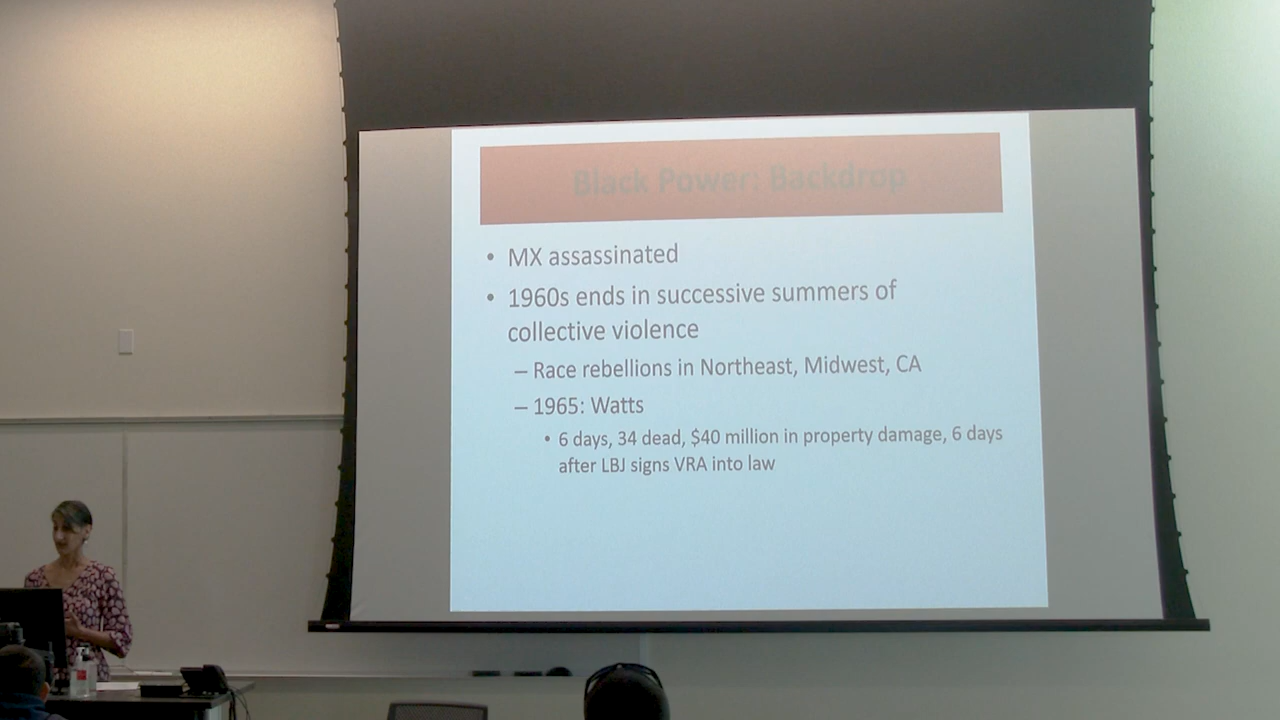 Black Power: Backdrop
• MX assassinated
• 1960s ends in successive summers of
collective violence
– Race rebellions in Northeast, Midwest, CA
– 1965: Watts
• 6 days, 34 dead, $40 million in property damage, 6 days
after LBJ signs VRA into law